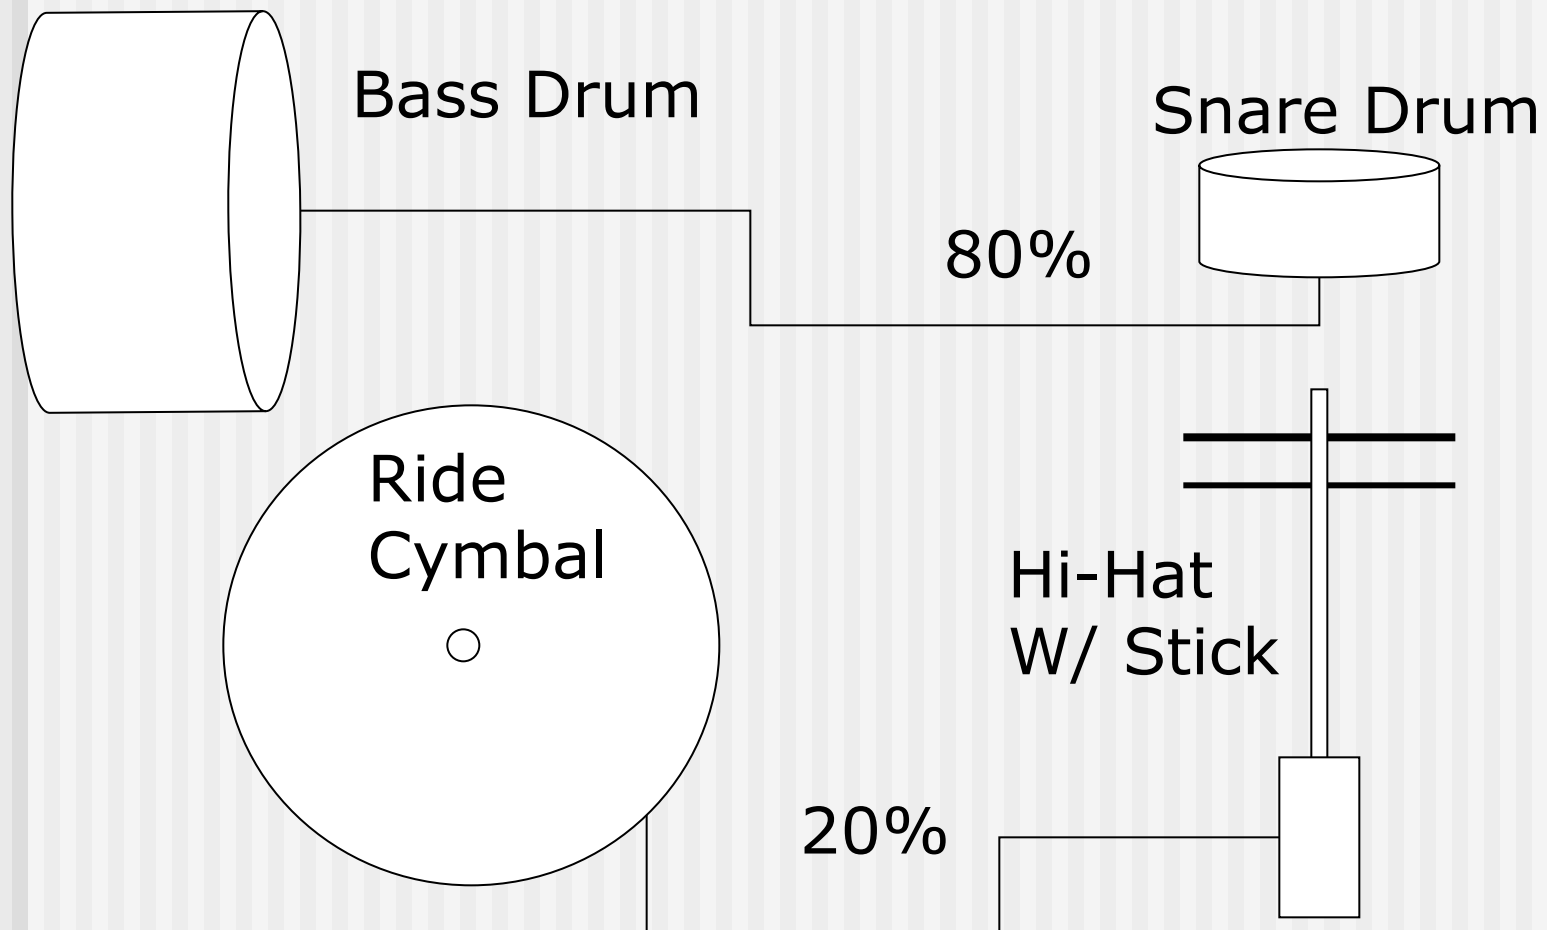 Bass Drum
Snare Drum
80%
Ride
Cymbal
Hi-Hat
W/ Stick
20%